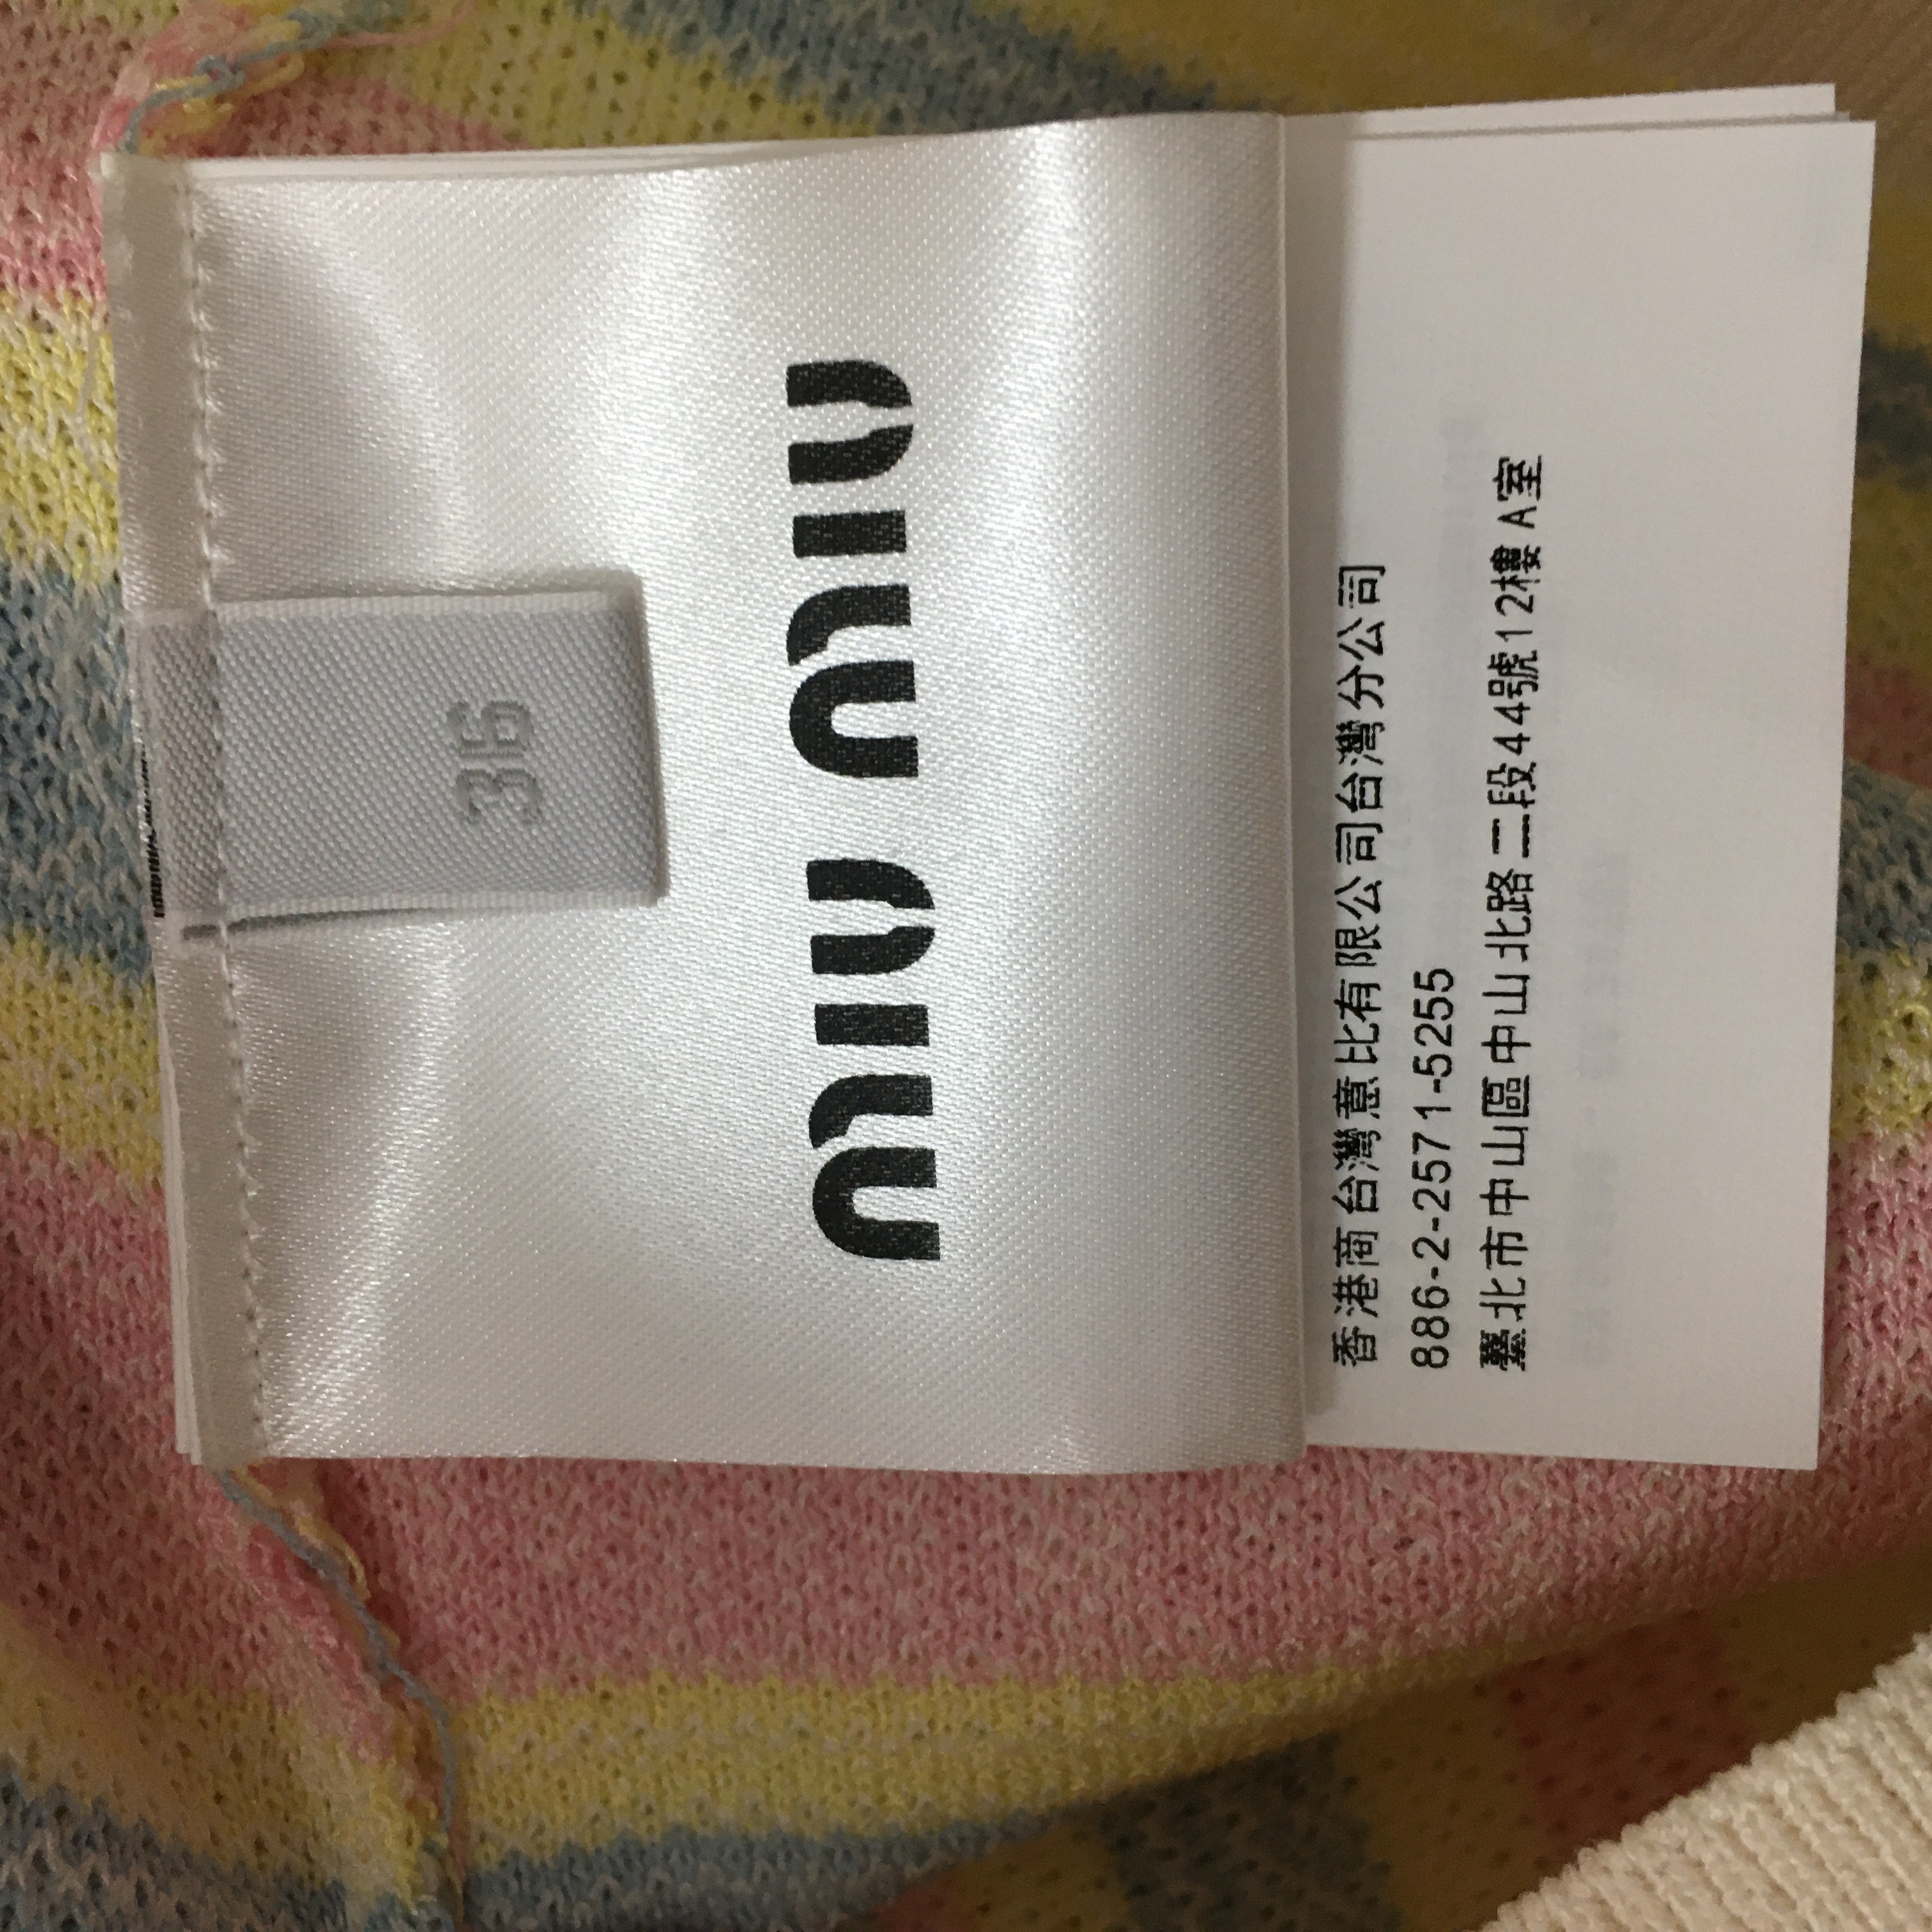 36
miu miu
香港商台灣意比有限公司台灣分公司
886-2-2571-5255
臺北市中山區中山北路二段44號12樓A室